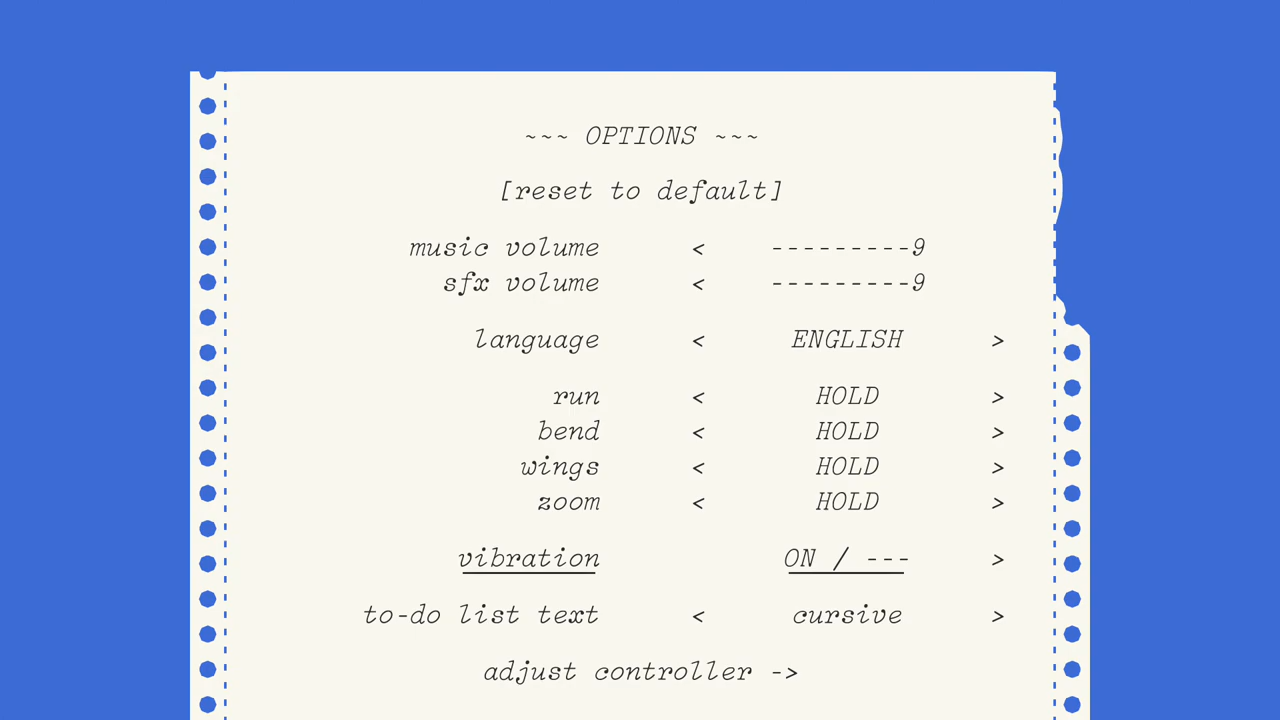 ~~~ OPTIONS ~~~
[reset to default]
music volume < ---------9
sfx volume < ---------9
language < ENGLISH >
run < HOLD >
bend < HOLD >
wings < HOLD >
zoom < HOLD >
vibration ON / --- >
to-do list text < cursive >
adjust controller ->